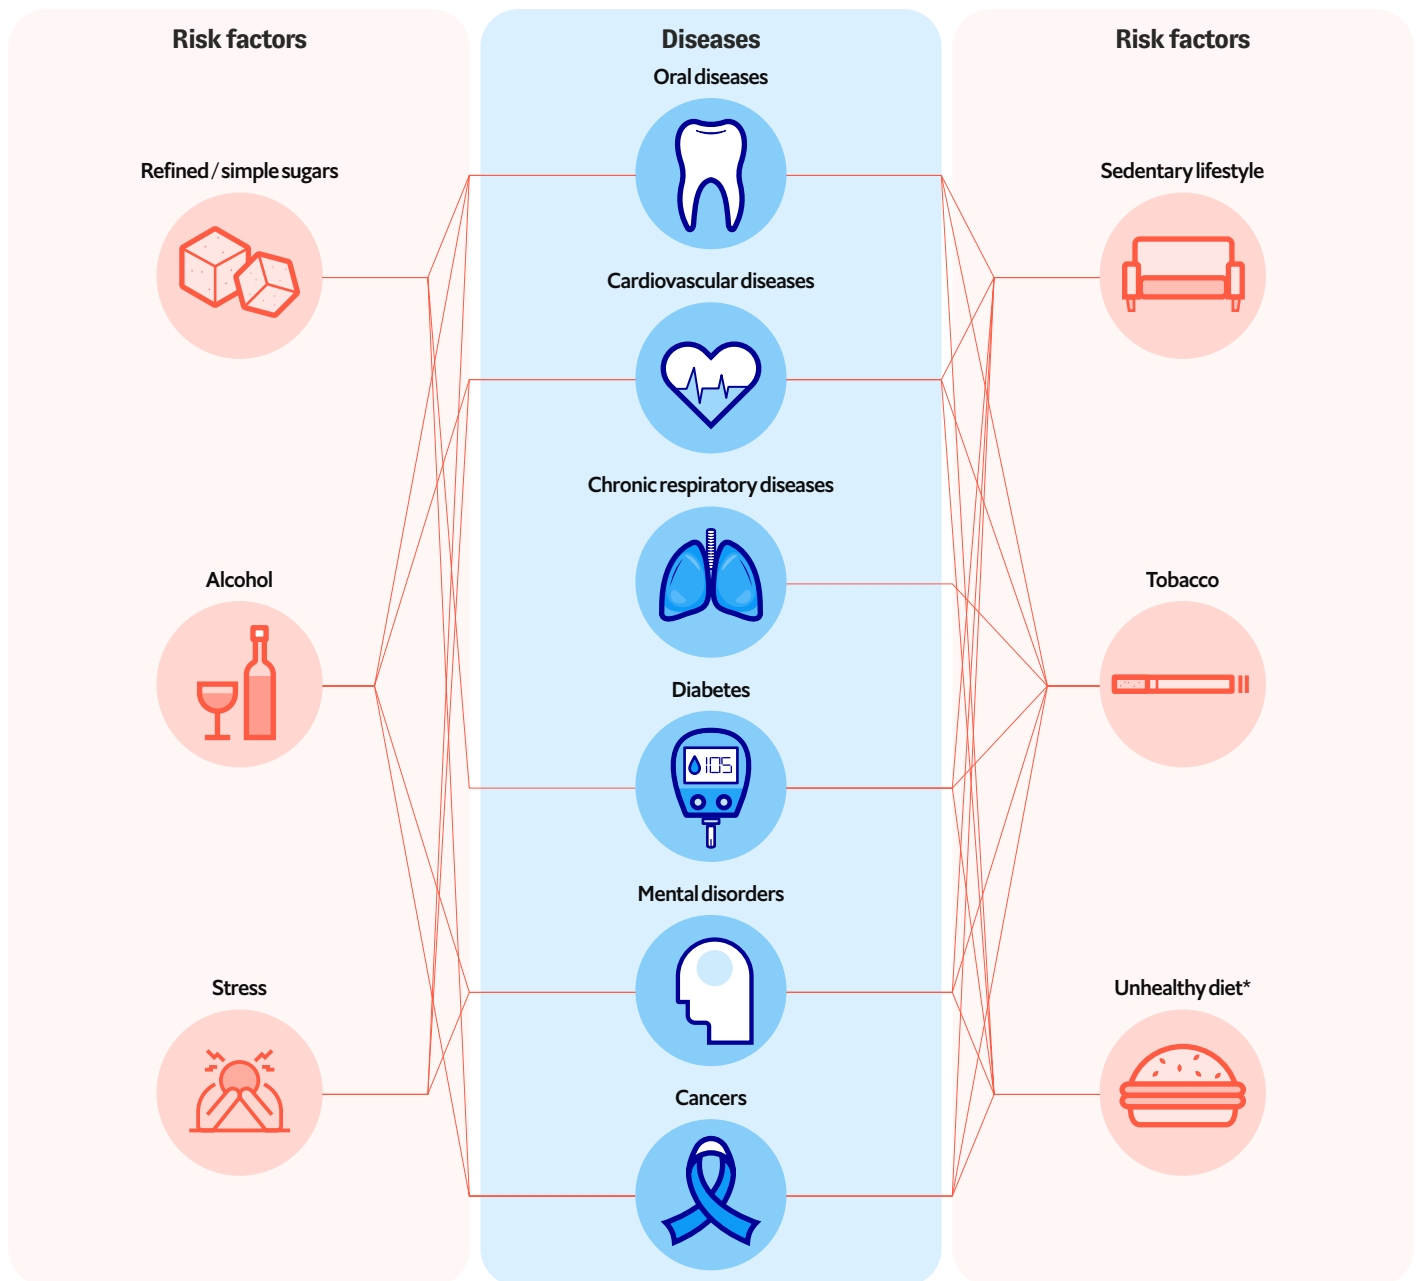 Risk factors
Diseases
Risk factors
Oral diseases
Refined / simple sugars
Sedentary lifestyle
Cardiovascular diseases
Chronic respiratory diseases
Alcohol
Tobacco
Diabetes
105
Mental disorders
Stress
Unhealthy diet*
Cancers